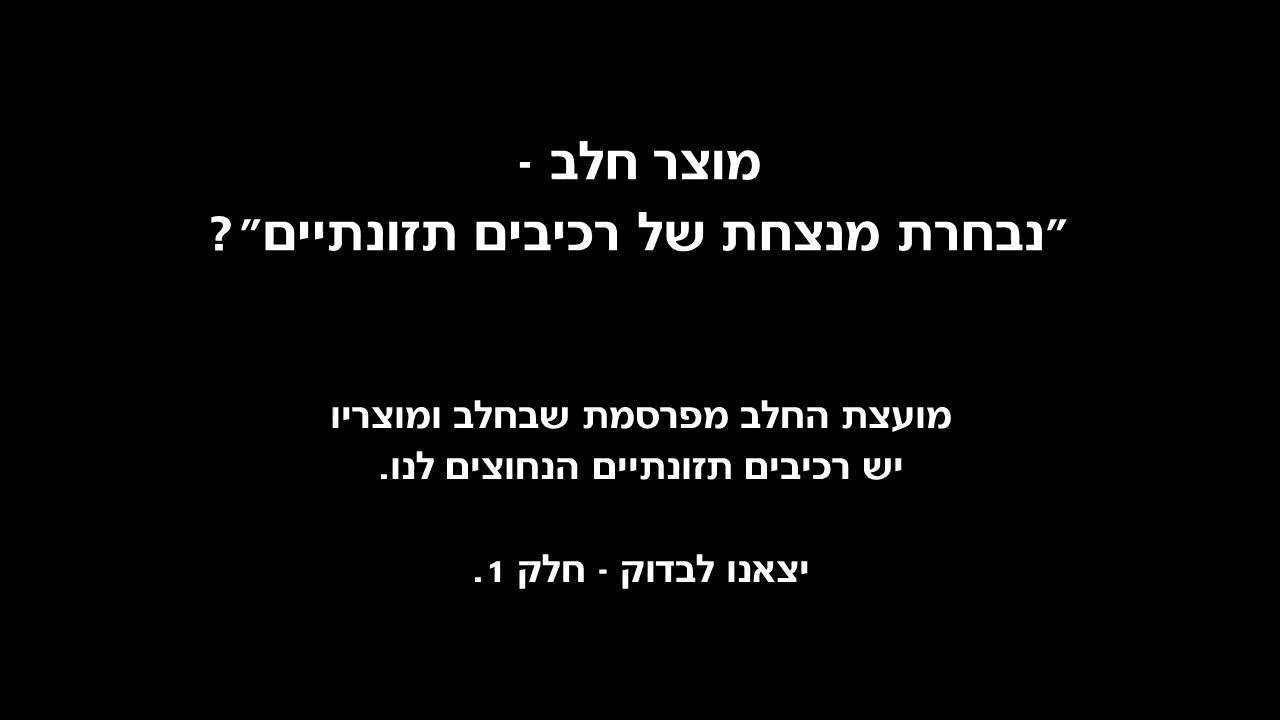 מוצר חלב -
״נבחרת מנצחת של רכיבים תזונתיים״?
מועצת החלב מפרסמת שבחלב ומוצריו
יש רכיבים תזונתיים הנחוצים לנו.
יצאנו לבדוק - חלק 1.